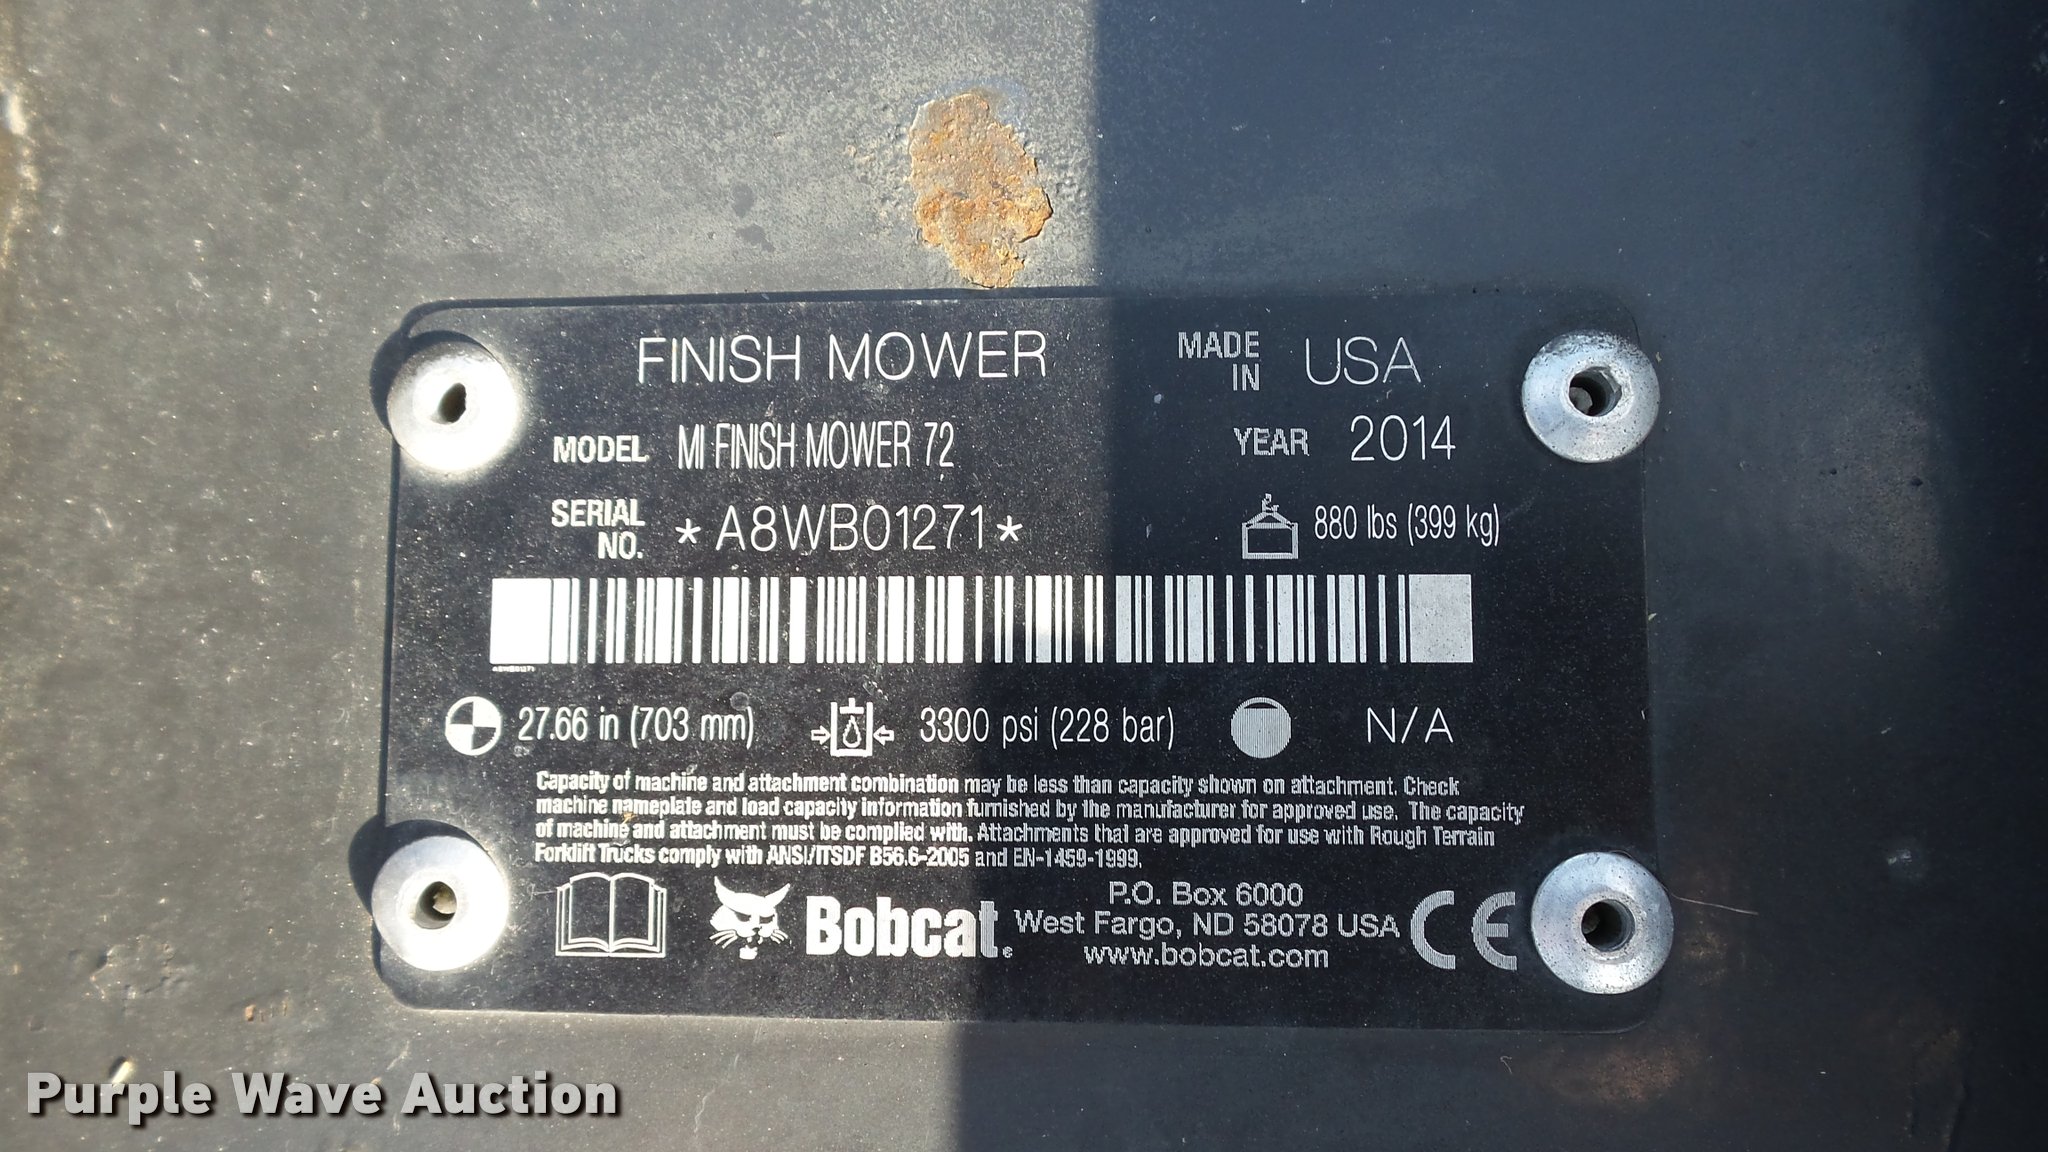 FINISH MOWER
MADE IN USA
MODEL MI FINISH MOWER 72
YEAR 2014
SERIAL NO. *A8WB01271*
880 lbs (399 kg)
27.66 in (703 mm)
3300 psi (228 bar)
N/A
Capacity of machine and attachment combination may be less than capacity shown on attachment. Check
machine nameplate and load capacity information furnished by the manufacturer for approved use. The capacity
of machine and attachment must be complied with. Attachments that are approved for use with Rough Terrain
Forklift Trucks comply with ANSI/ITSDF B56.6-2005 and EN-1459-1999.
Bobcat
P.O. Box 6000
West Fargo, ND 58078 USA
www.bobcat.com
CE
Purple Wave Auction